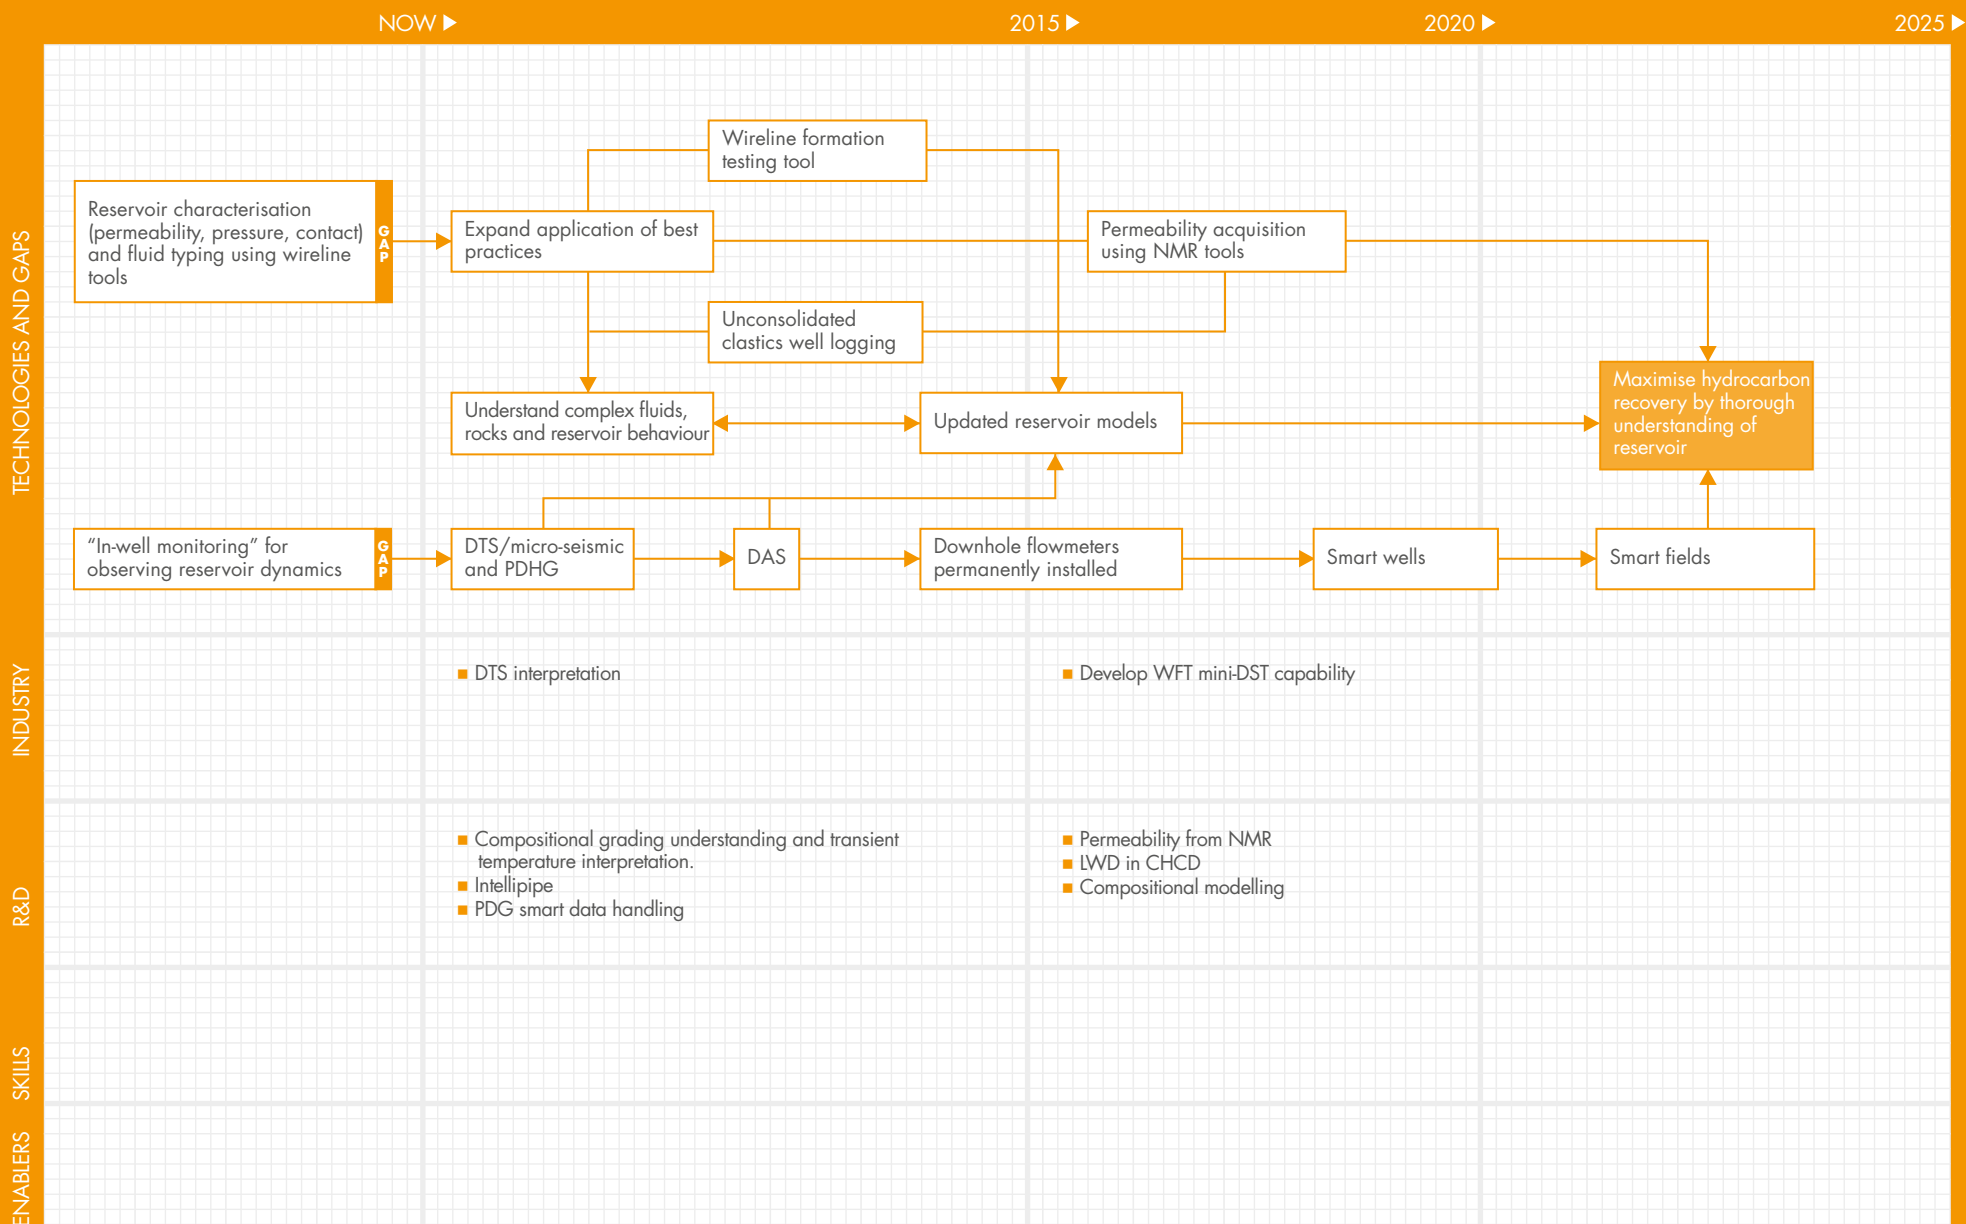 NOW
2015
2020
2025
TECHNOLOGIES AND GAPS
Wireline formation
testing tool
Reservoir characterisation
(permeability, pressure, contact)
and fluid typing using wireline
tools
GAP
Expand application of best
practices
Permeability acquisition
using NMR tools
Unconsolidated
clastics well logging
Understand complex fluids,
rocks and reservoir behaviour
Updated reservoir models
Maximise hydrocarbon
recovery by thorough
understanding of
reservoir
“In-well monitoring” for
observing reservoir dynamics
GAP
DTS/micro-seismic
and PDHG
DAS
Downhole flowmeters
permanently installed
Smart wells
Smart fields
INDUSTRY
DTS interpretation
Develop WFT mini-DST capability
R&D
Compositional grading understanding and transient
temperature interpretation.
Intellipipe
PDG smart data handling
Permeability from NMR
LWD in CHCD
Compositional modelling
SKILLS
ENABLERS